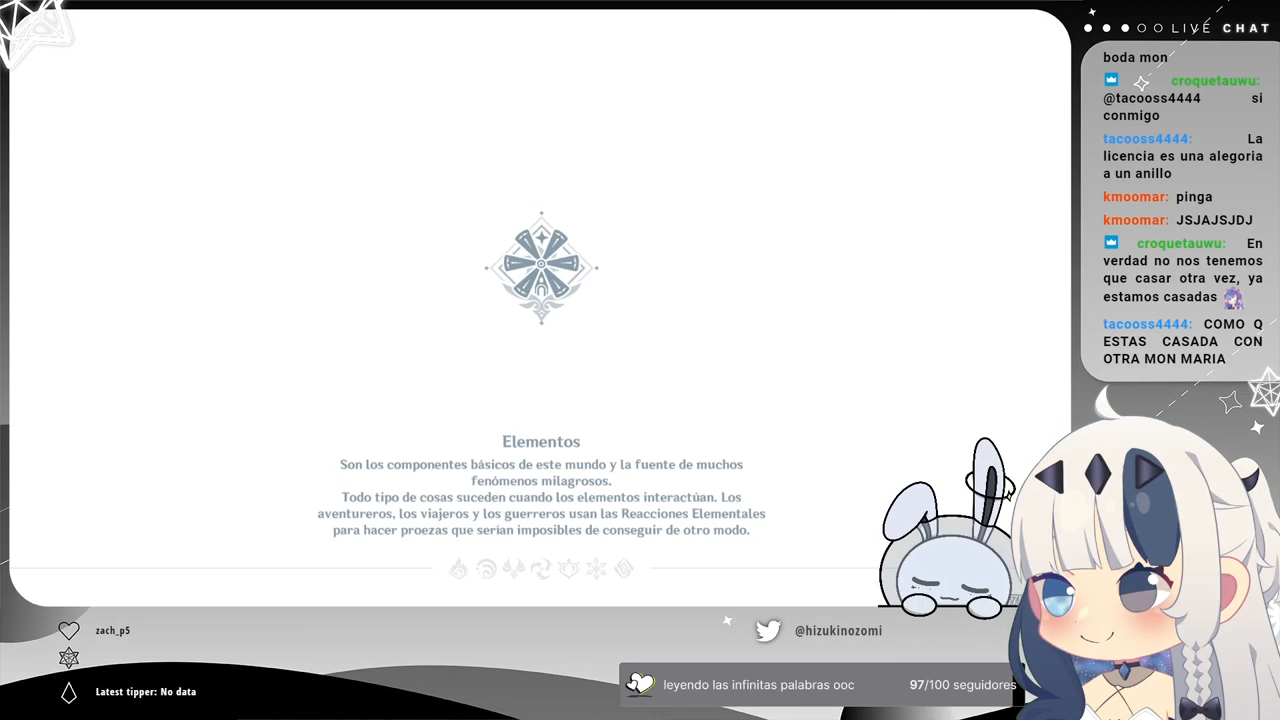 LIVE CHAT
boda mon
croquetauwu:
@tacooss4444 si
conmigo
tacooss4444: La
licencia es una alegoria
a un anillo
kmoomar: pinga
kmoomar: JSJAJSJDJ
croquetauwu: En
verdad no nos tenemos
que casar otra vez, ya
estamos casadas
tacooss4444: COMO Q
ESTAS CASADA CON
OTRA MON MARIA
Elementos
Son los componentes básicos de este mundo y la fuente de muchos
fenómenos milagrosos.
Todo tipo de cosas suceden cuando los elementos interactúan. Los
aventureros, los viajeros y los guerreros usan las Reacciones Elementales
para hacer proezas que serían imposibles de conseguir de otro modo.
zach_p5
@hizukinozomi
Latest tipper: No data
leyendo las infinitas palabras ooc 97/100 seguidores